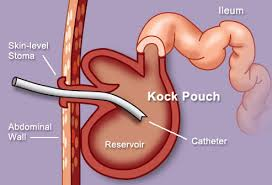 Ileum
Skin-level
Stoma
Kock Pouch
Abdominal
Wall
Reservoir
Catheter